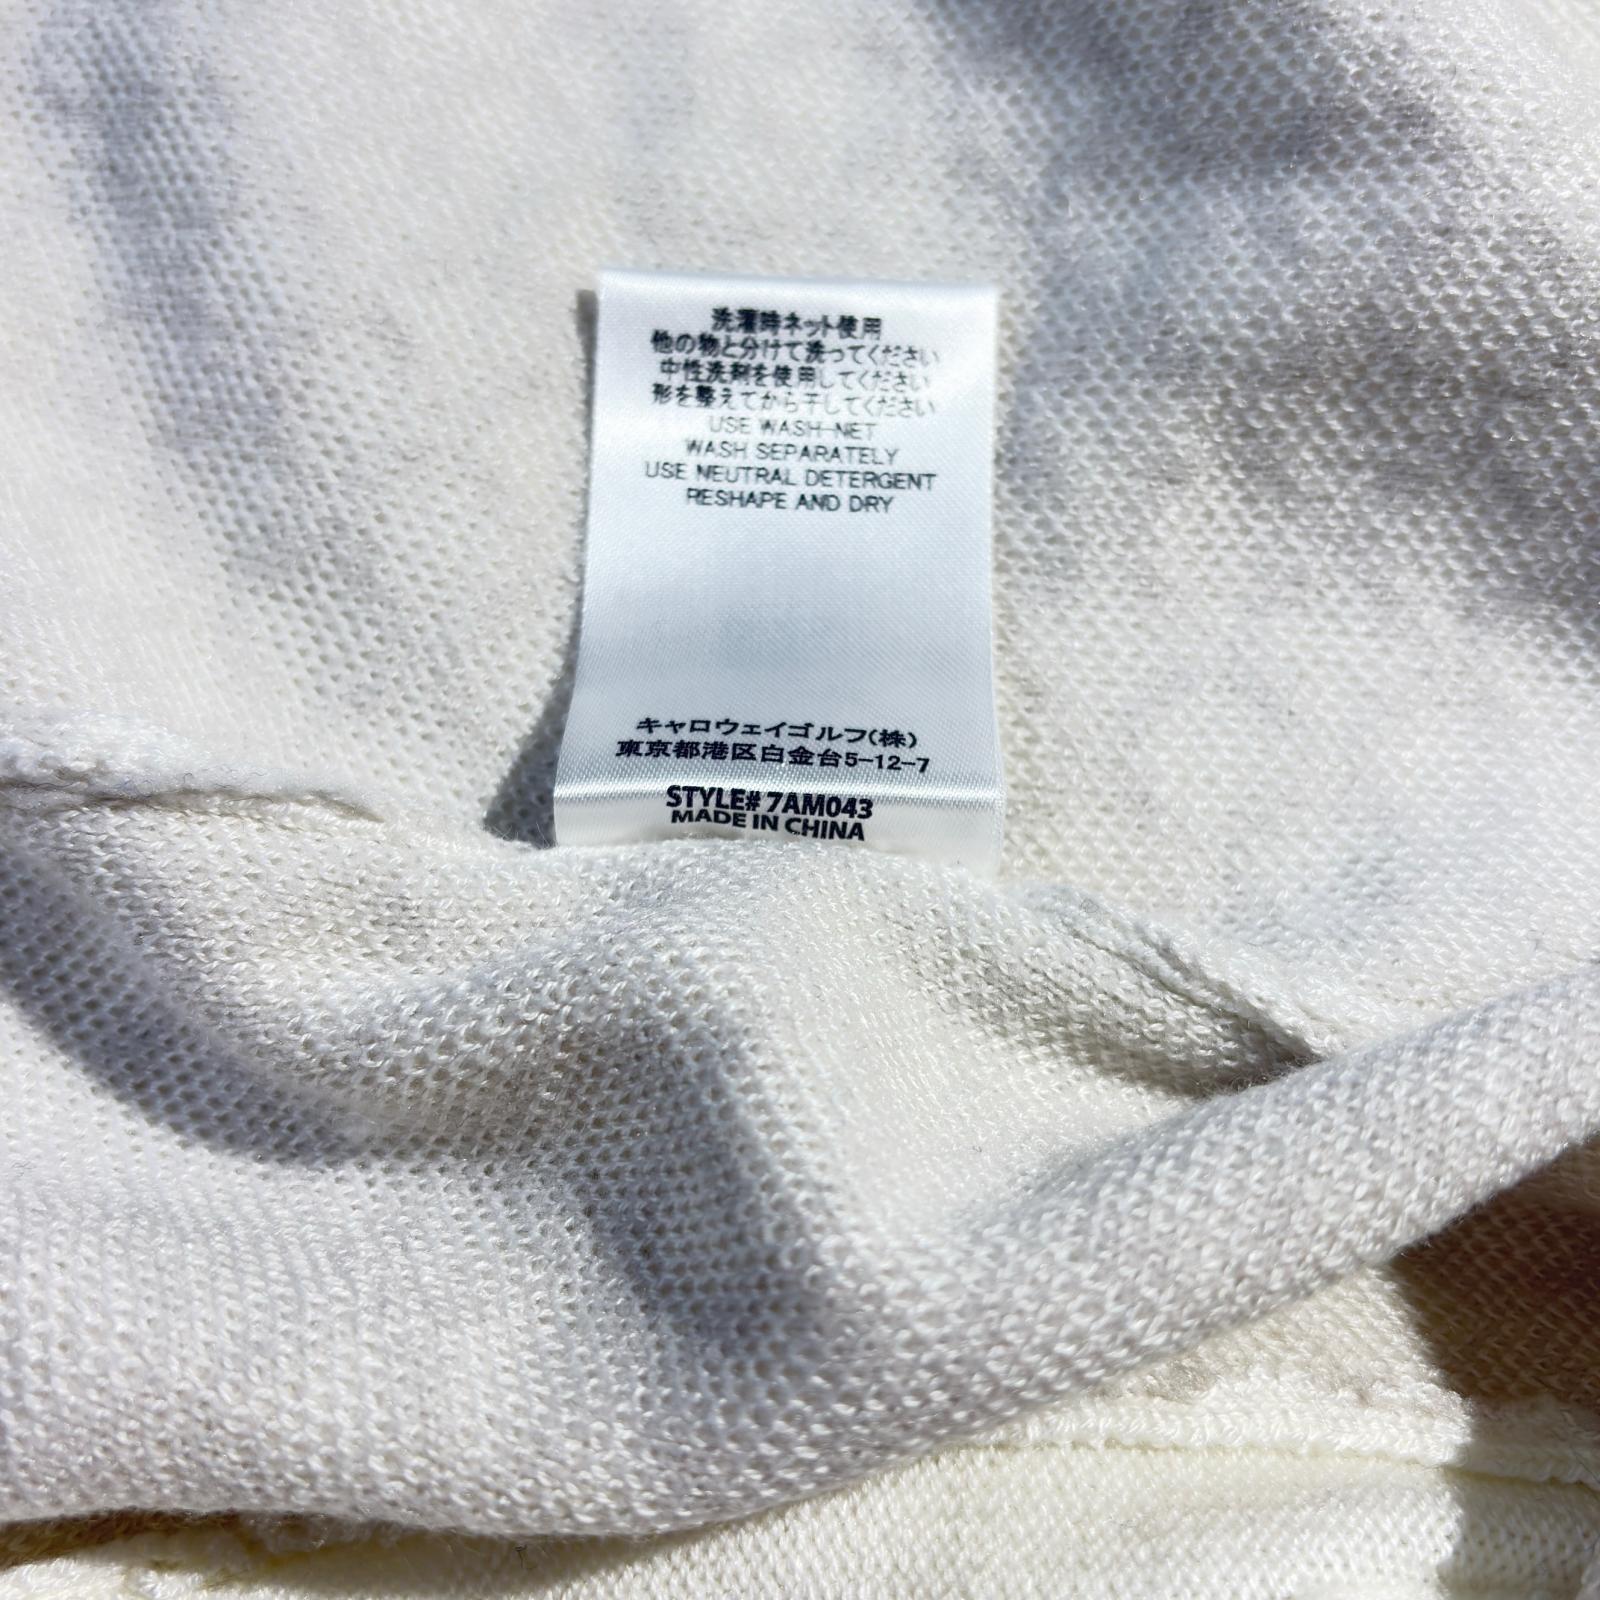 洗濯時ネット使用
他の物と分けて洗ってください
中性洗剤を使用してください
形を整えてから干してください
USE WASH-NET
WASH SEPARATELY
USE NEUTRAL DETERGENT
RESHAPE AND DRY
キャロウェイゴルフ(株)
東京都港区白金台5-12-7
STYLE# 7AM043
MADE IN CHINA